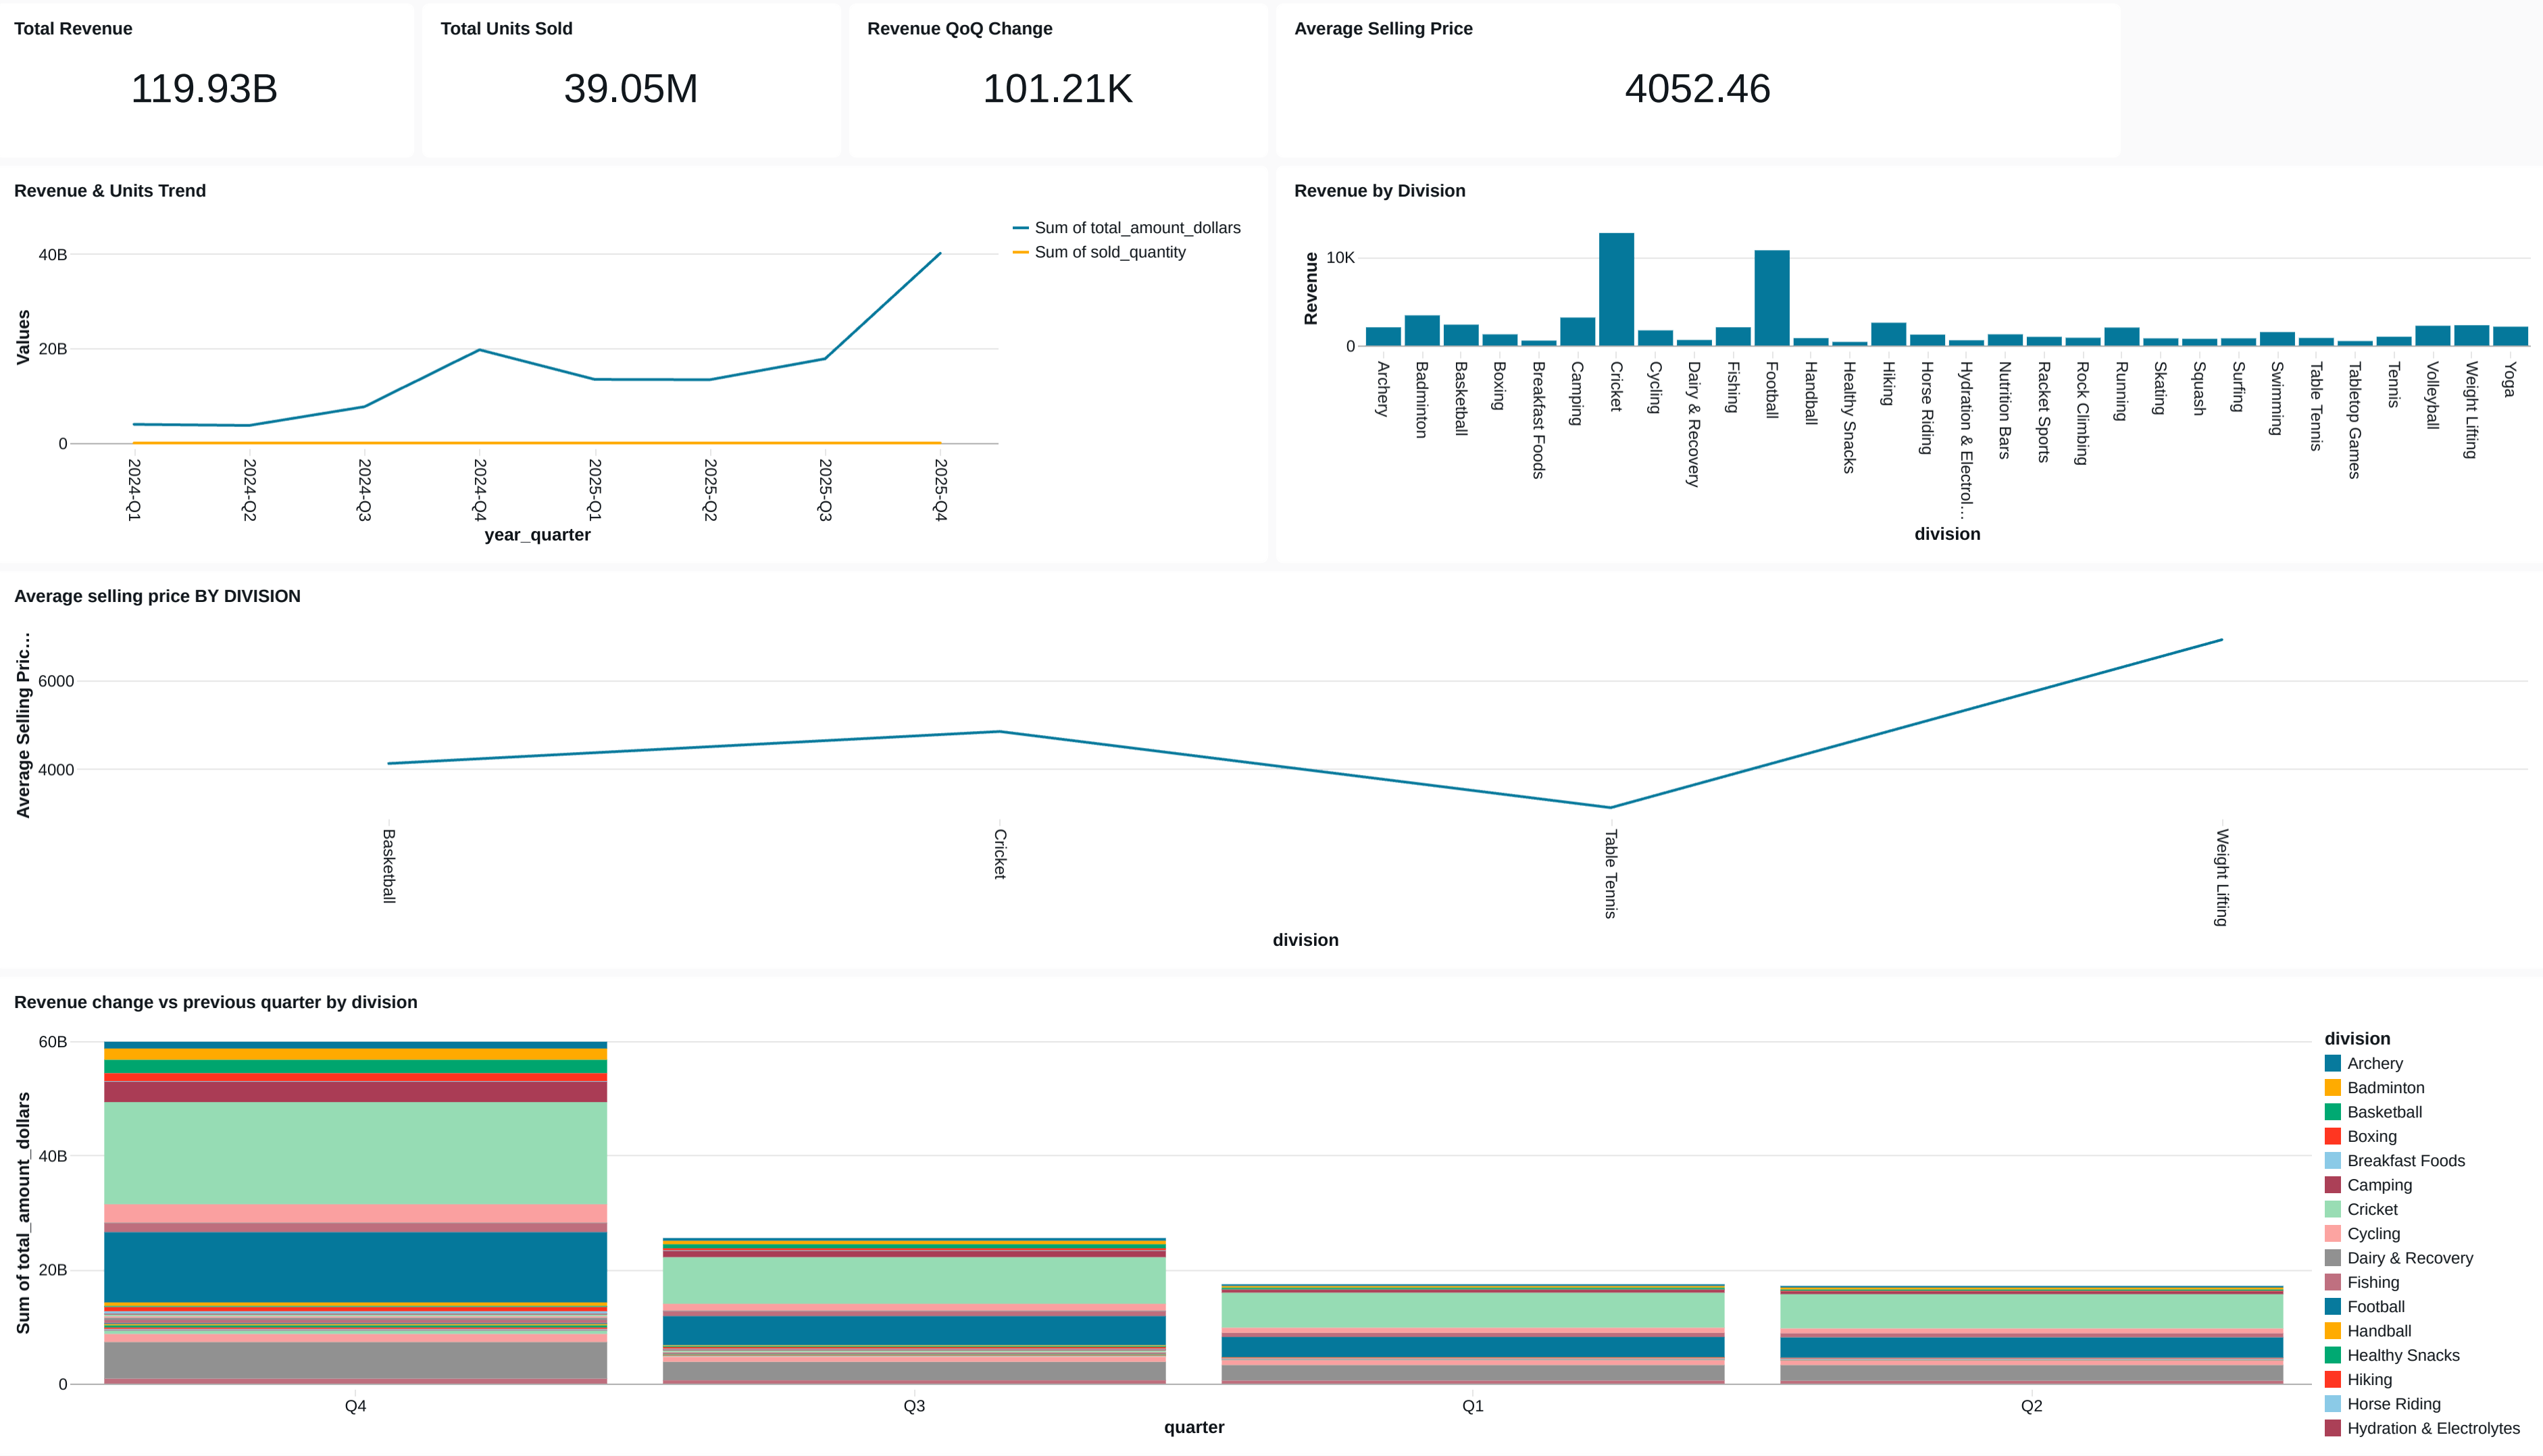 Total Revenue
119.93B
Total Units Sold
39.05M
Revenue QoQ Change
101.21K
Average Selling Price
4052.46
Revenue & Units Trend
Values
40B
20B
0
2024-Q1
2024-Q2
2024-Q3
2024-Q4
2025-Q1
2025-Q2
2025-Q3
2025-Q4
year_quarter
Sum of total_amount_dollars
Sum of sold_quantity
Revenue by Division
Revenue
10K
0
Archery
Badminton
Basketball
Boxing
Breakfast Foods
Camping
Cricket
Cycling
Dairy & Recovery
Fishing
Football
Handball
Healthy Snacks
Hiking
Horse Riding
Hydration & Electrol…
Nutrition Bars
Racket Sports
Rock Climbing
Running
Skating
Squash
Surfing
Swimming
Table Tennis
Tabletop Games
Tennis
Volleyball
Weight Lifting
Yoga
division
Average selling price BY DIVISION
Average Selling Pric…
6000
4000
Basketball
Cricket
Table Tennis
Weight Lifting
division
Revenue change vs previous quarter by division
Sum of total_amount_dollars
60B
40B
20B
0
Q4
Q3
Q1
Q2
quarter
division
Archery
Badminton
Basketball
Boxing
Breakfast Foods
Camping
Cricket
Cycling
Dairy & Recovery
Fishing
Football
Handball
Healthy Snacks
Hiking
Horse Riding
Hydration & Electrolytes